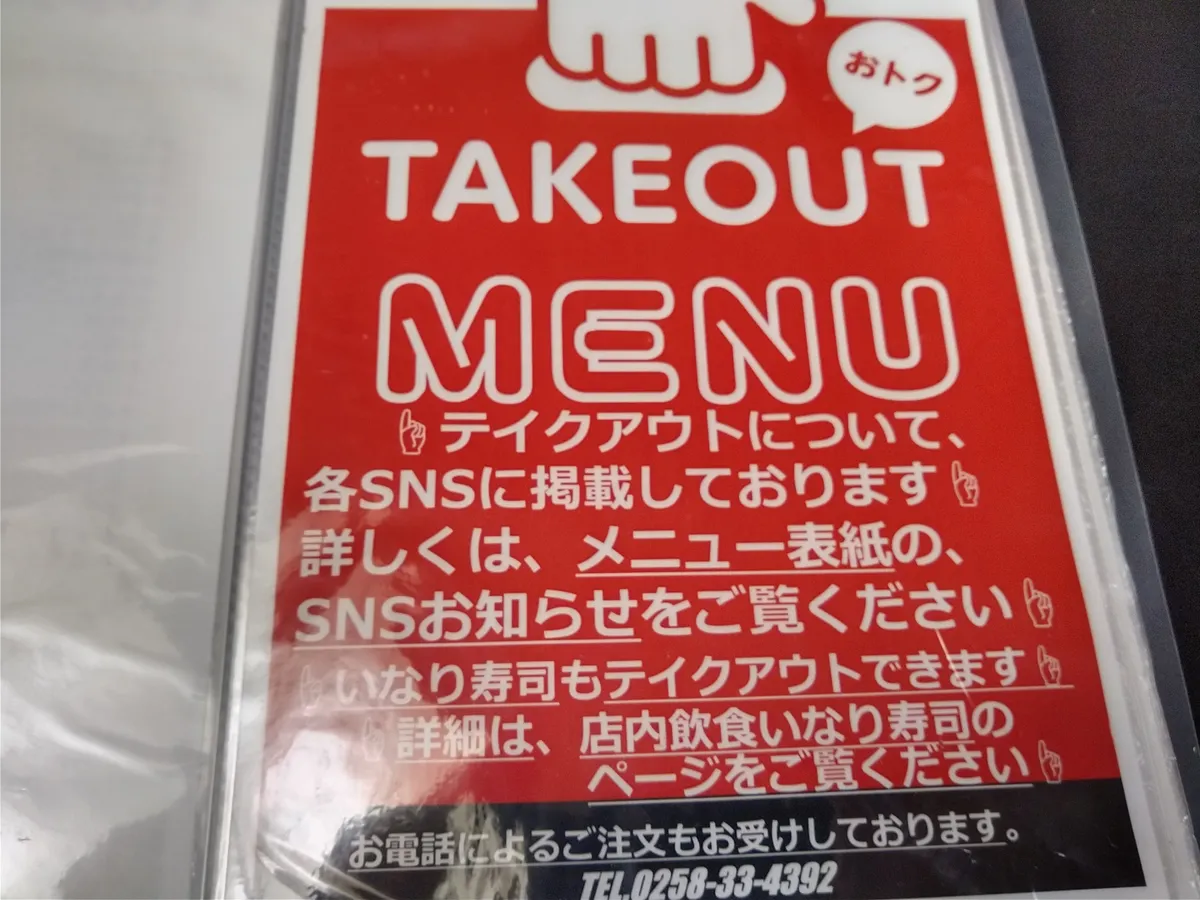 おトク
TAKEOUT
MENU
☝テイクアウトについて、
各SNSに掲載しております☝
詳しくは、メニュー表紙の、
SNSお知らせをご覧ください☝
☝いなり寿司もテイクアウトできます☝
☝詳細は、店内飲食いなり寿司の
ページをご覧ください☝
お電話によるご注文もお受けしております。
TEL.0258-33-4392